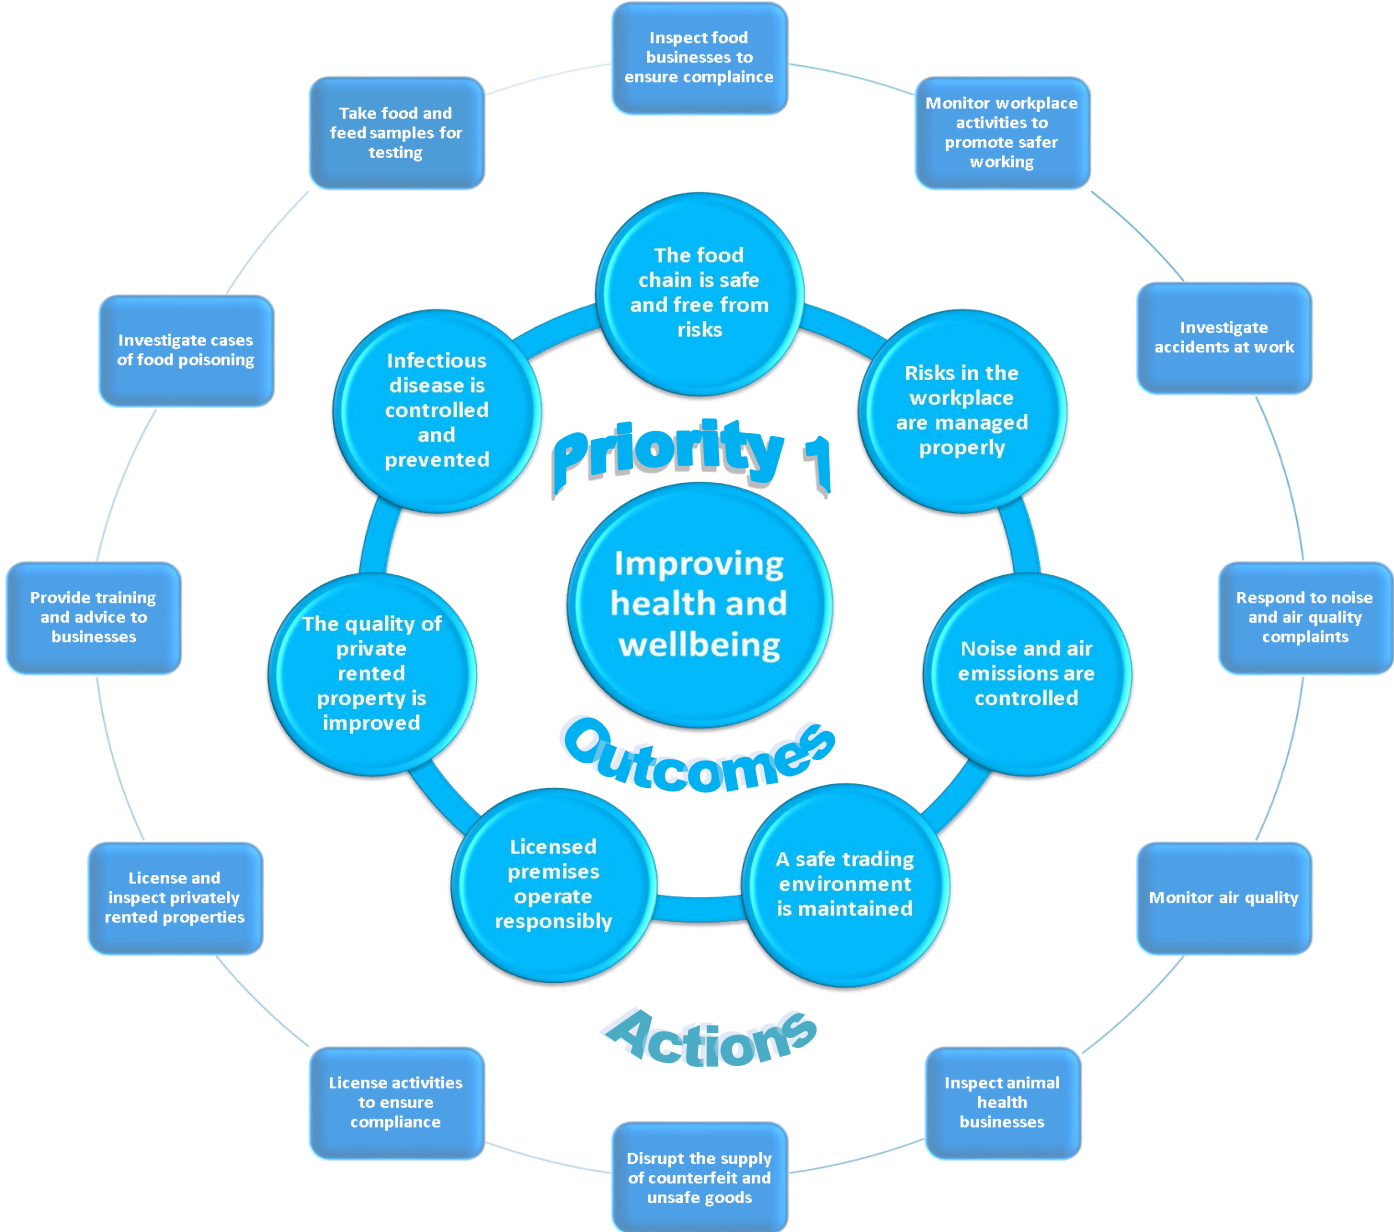 Inspect food
businesses to
ensure complaince
Monitor workplace
activities to
promote safer
working
Investigate
accidents at work
Respond to noise
and air quality
complaints
Monitor air quality
Inspect animal
health
businesses
Disrupt the supply
of counterfeit and
unsafe goods
License activities
to ensure
compliance
License and
inspect privately
rented properties
Provide training
and advice to
businesses
Investigate cases
of food poisoning
Take food and
feed samples for
testing
The food
chain is safe
and free from
risks
Risks in the
workplace
are managed
properly
Noise and air
emissions are
controlled
A safe trading
environment
is maintained
Licensed
premises
operate
responsibly
The quality of
private
rented
property is
improved
Infectious
disease is
controlled
and
prevented
Priority 1
Improving
health and
wellbeing
Outcomes
Actions